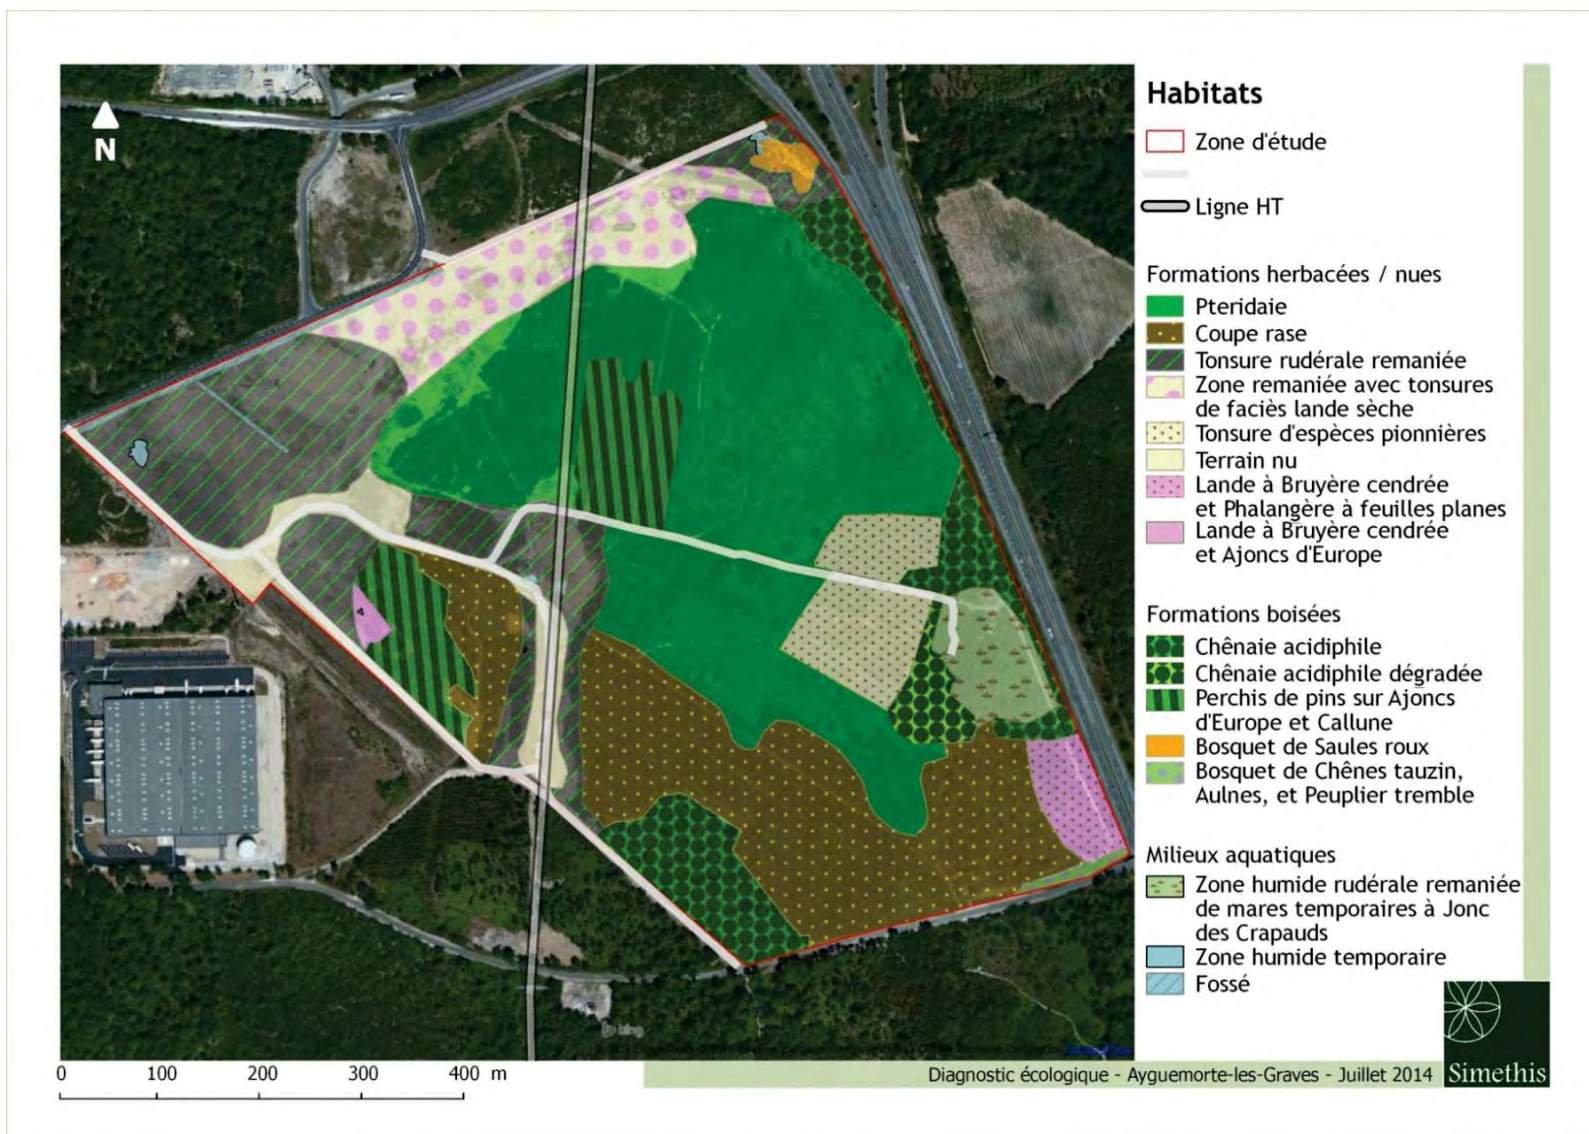 N
Habitats
Zone d'étude
Ligne HT
Formations herbacées / nues
Pteridaie
Coupe rase
Tonsure rudérale remaniée
Zone remaniée avec tonsures
de faciès lande sèche
Tonsure d'espèces pionnières
Terrain nu
Lande à Bruyère cendrée
et Phalangère à feuilles planes
Lande à Bruyère cendrée
et Ajoncs d'Europe
Formations boisées
Chênaie acidiphile
Chênaie acidiphile dégradée
Perchis de pins sur Ajoncs
d'Europe et Callune
Bosquet de Saules roux
Bosquet de Chênes tauzin,
Aulnes, et Peuplier tremble
Milieux aquatiques
Zone humide rudérale remaniée
de mares temporaires à Jonc
des Crapauds
Zone humide temporaire
Fossé
0 100 200 300 400 m
Diagnostic écologique - Ayguemorte-les-Graves - Juillet 2014
Simethis